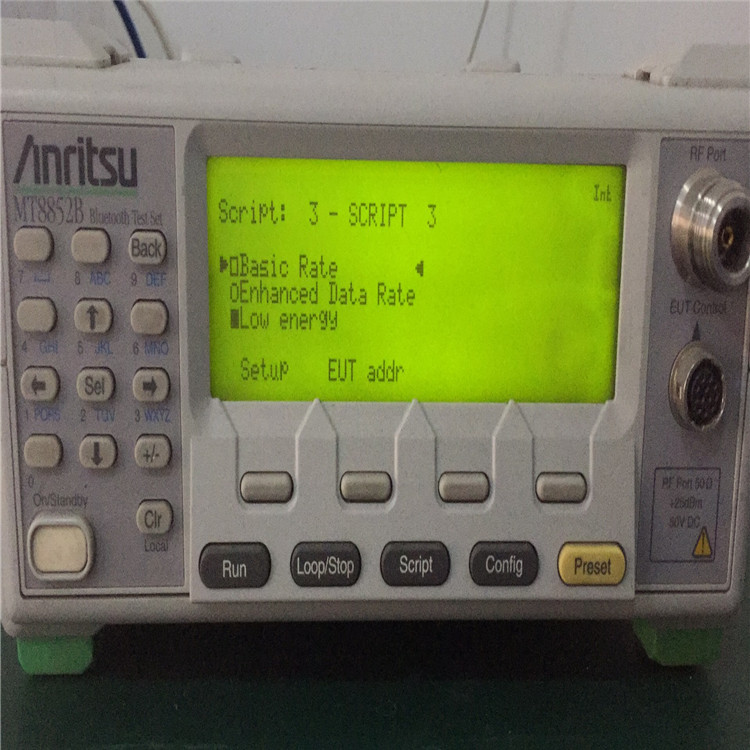 Anritsu
MT8852B Bluetooth Test Set
Int
Script: 3 - SCRIPT 3
Basic Rate
Enhanced Data Rate
Low energy
Setup EUT addr
Back
7 8 ABC 9 DEF
4 GHI 5 JKL 6 MNO
Sel
1 PQRS 2 TUV 3 WXYZ
+/-
0
On/Standby
Clr
Local
Run
Loop/Stop
Script
Config
Preset
RF Port
EUT Control
RF Port 50Ω
+25dBm
50V DC